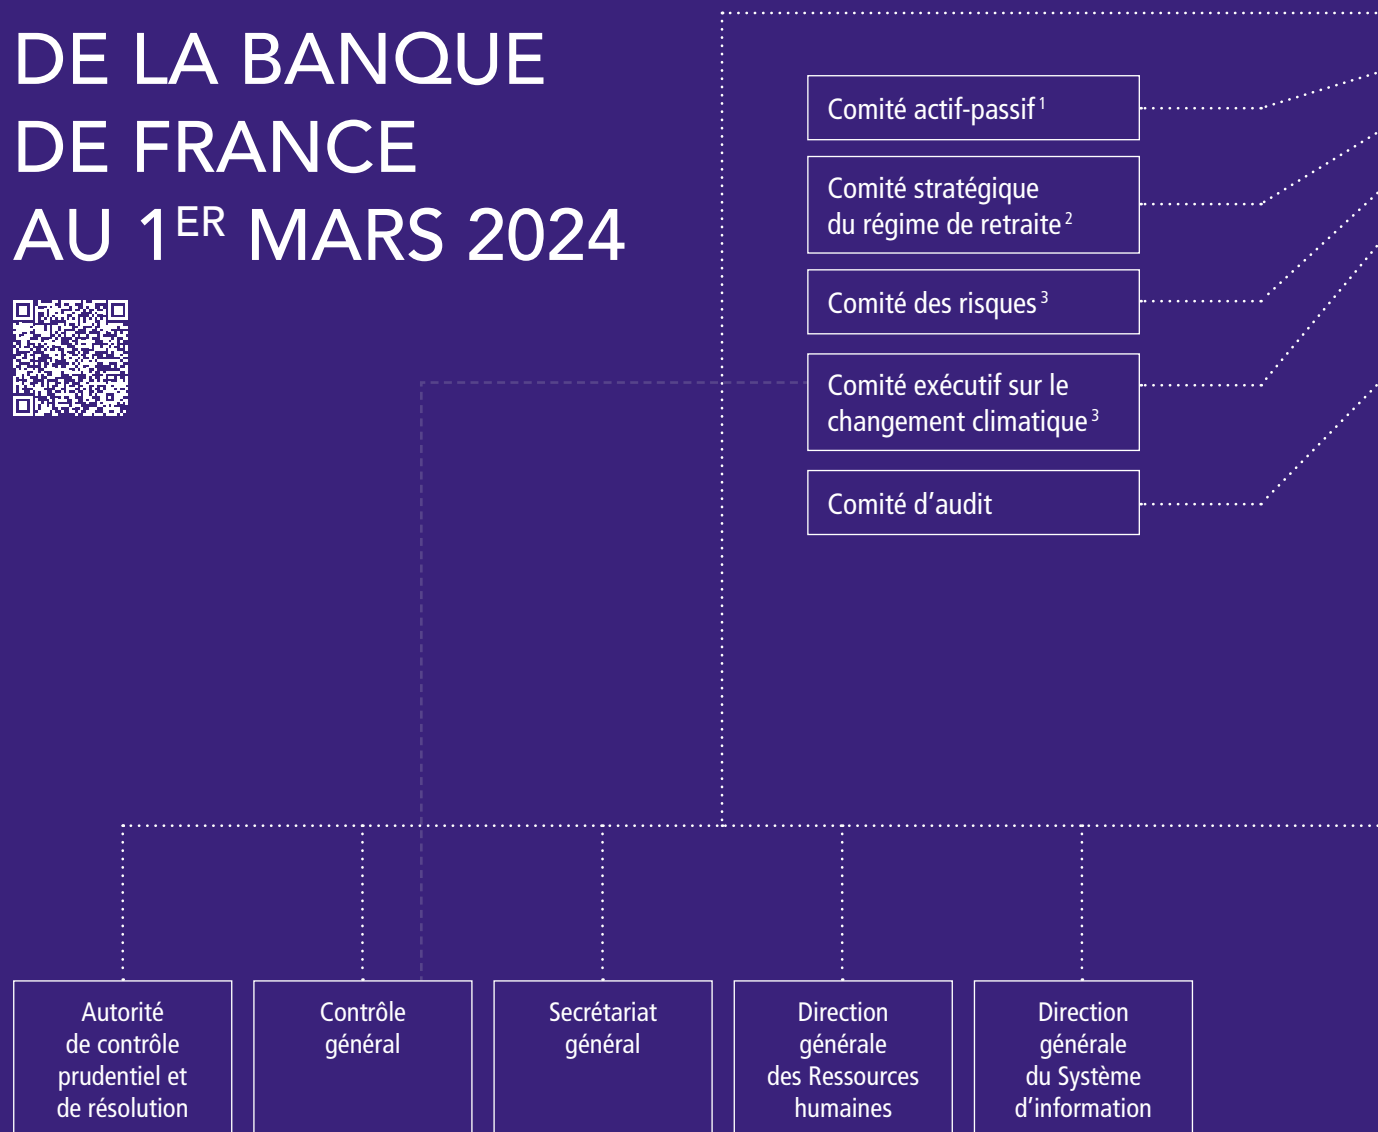 DE LA BANQUE
DE FRANCE
AU 1ER MARS 2024
Comité actif-passif 1
Comité stratégique
du régime de retraite 2
Comité des risques 3
Comité exécutif sur le
changement climatique 3
Comité d’audit
Autorité
de contrôle
prudentiel et
de résolution
Contrôle
général
Secrétariat
général
Direction
générale
des Ressources
humaines
Direction
générale
du Système
d’information